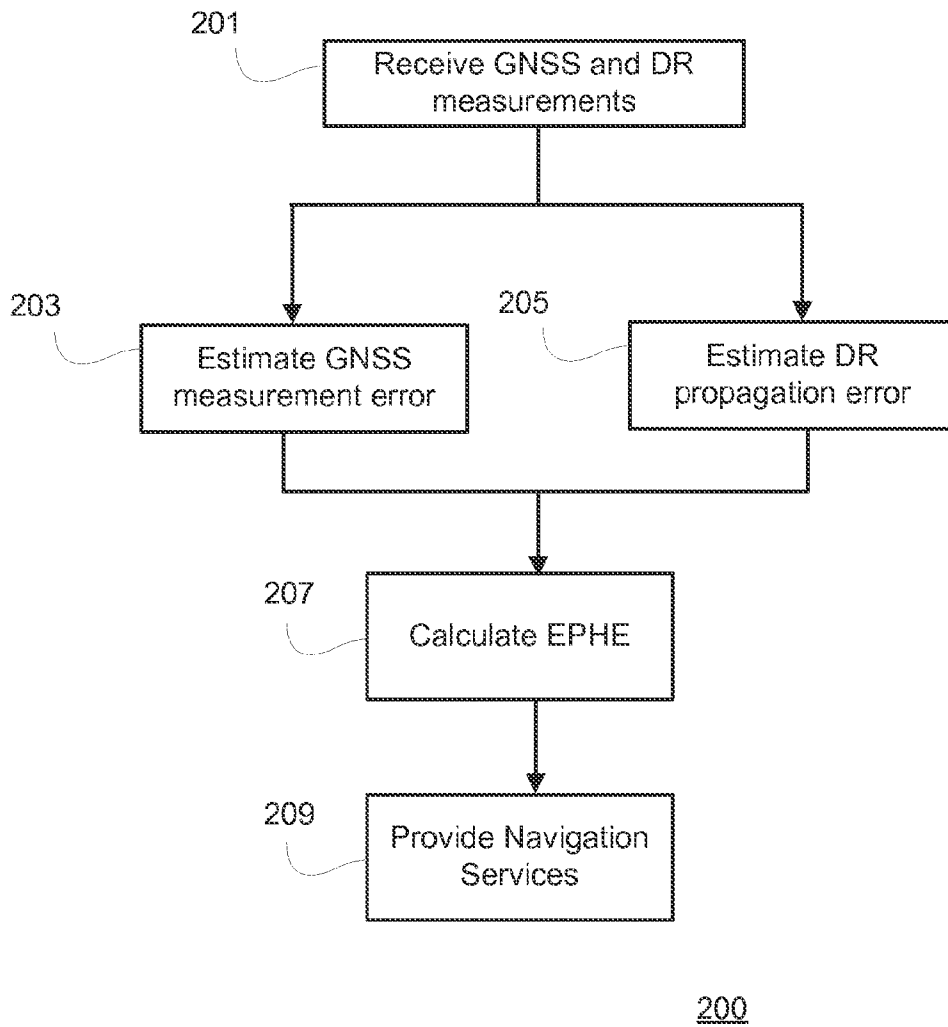 201
Receive GNSS and DR
measurements
203
Estimate GNSS
measurement error
205
Estimate DR
propagation error
207
Calculate EPHE
209
Provide Navigation
Services
200